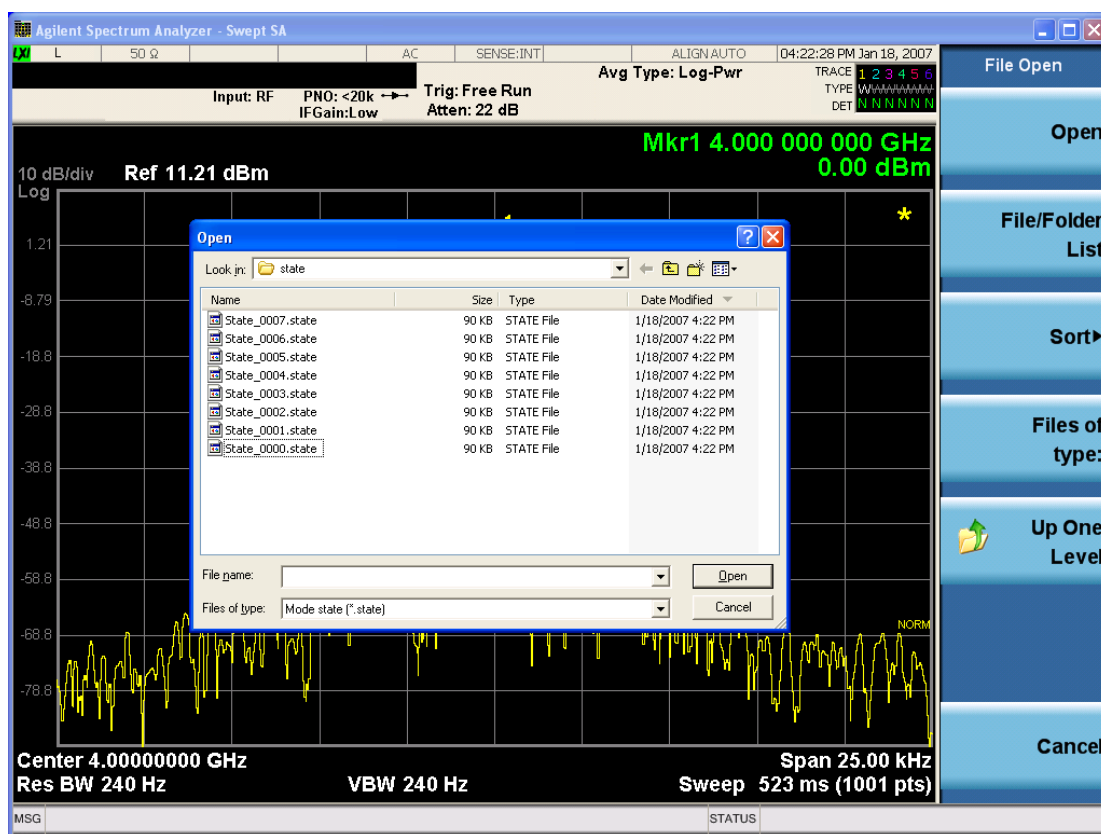 Agilent Spectrum Analyzer - Swept SA
LXI L 50 Ω AC SENSE:INT ALIGN AUTO 04:22:28 PM Jan 18, 2007
Input: RF PNO: <20k Trig: Free Run Avg Type: Log-Pwr TRACE 1 2 3 4 5 6
IFGain:Low Atten: 22 dB TYPE W
DET N N N N N N
Mkr1 4.000 000 000 GHz
0.00 dBm
10 dB/div Ref 11.21 dBm
Log
1.21
-8.79
-18.8
-28.8
-38.8
-48.8
-58.8
-68.8
-78.8
NORM
Center 4.00000000 GHz Span 25.00 kHz
Res BW 240 Hz VBW 240 Hz Sweep 523 ms (1001 pts)
MSG STATUS
Open
Look in: state
Name Size Type Date Modified
State_0007.state 90 KB STATE File 1/18/2007 4:22 PM
State_0006.state 90 KB STATE File 1/18/2007 4:22 PM
State_0005.state 90 KB STATE File 1/18/2007 4:22 PM
State_0004.state 90 KB STATE File 1/18/2007 4:22 PM
State_0003.state 90 KB STATE File 1/18/2007 4:22 PM
State_0002.state 90 KB STATE File 1/18/2007 4:22 PM
State_0001.state 90 KB STATE File 1/18/2007 4:22 PM
State_0000.state 90 KB STATE File 1/18/2007 4:22 PM
File name: Open
Files of type: Mode state (*.state) Cancel
File Open
Open
File/Folder
List
Sort
Files of
type:
Up One
Level
Cancel